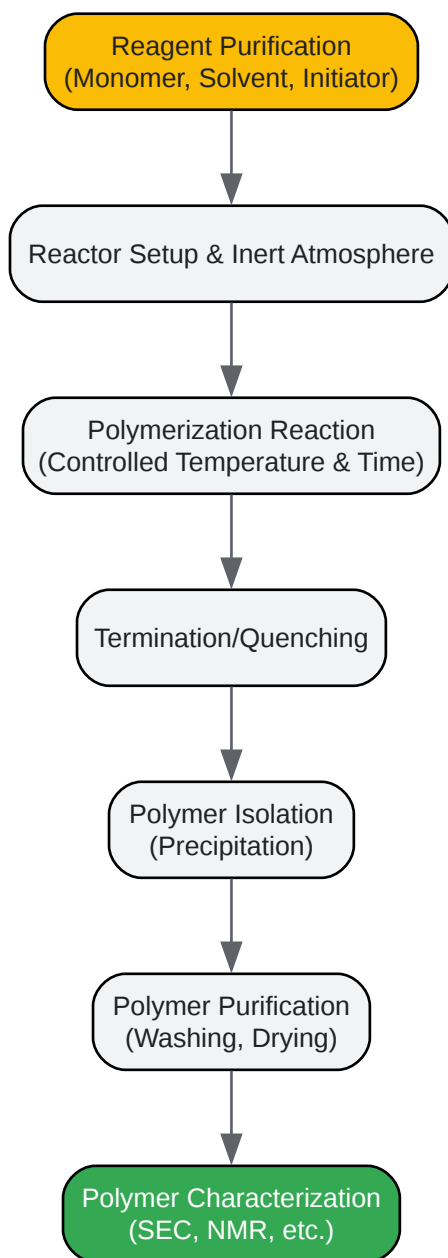 Reagent Purification
(Monomer, Solvent, Initiator)
Reactor Setup & Inert Atmosphere
Polymerization Reaction
(Controlled Temperature & Time)
Termination/Quenching
Polymer Isolation
(Precipitation)
Polymer Purification
(Washing, Drying)
Polymer Characterization
(SEC, NMR, etc.)